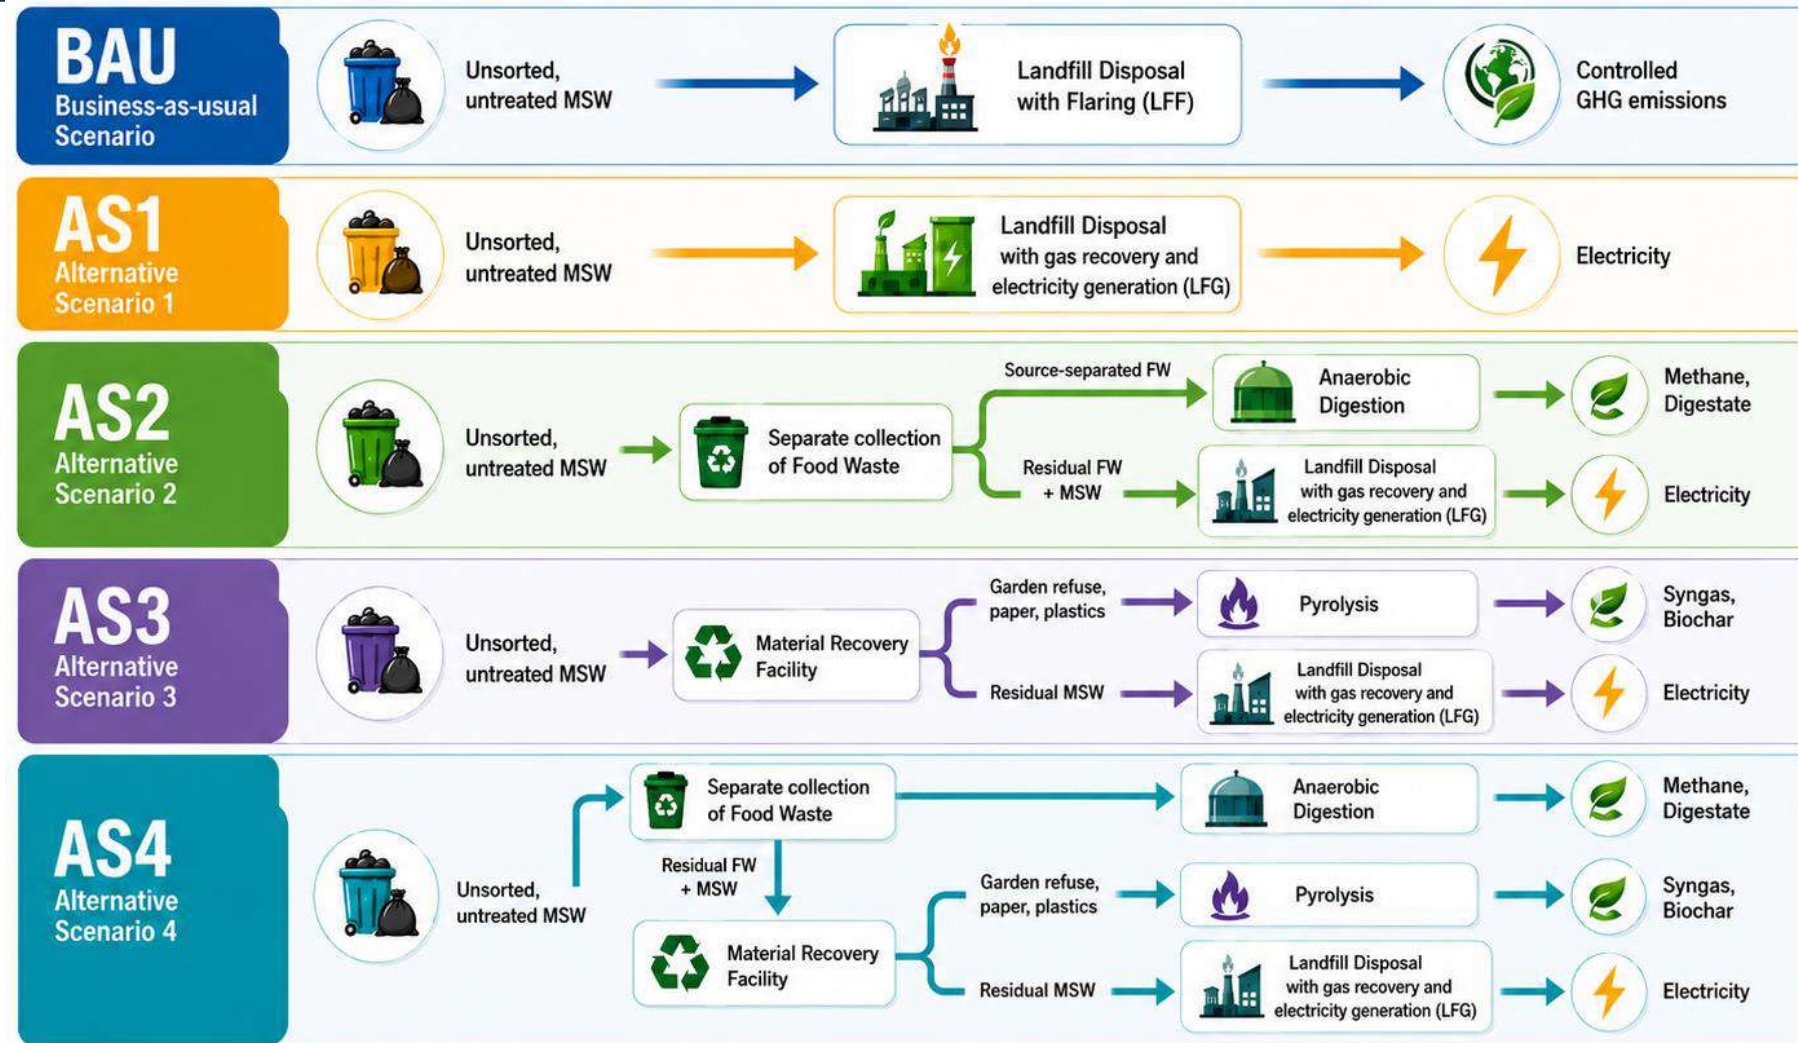 BAU
Business-as-usual
Scenario
Unsorted,
untreated MSW
Landfill Disposal
with Flaring (LFF)
Controlled
GHG emissions
AS1
Alternative
Scenario 1
Unsorted,
untreated MSW
Landfill Disposal
with gas recovery and
electricity generation (LFG)
Electricity
AS2
Alternative
Scenario 2
Unsorted,
untreated MSW
Separate collection
of Food Waste
Source-separated FW
Anaerobic
Digestion
Methane,
Digestate
Residual FW
+ MSW
Landfill Disposal
with gas recovery and
electricity generation (LFG)
Electricity
AS3
Alternative
Scenario 3
Unsorted,
untreated MSW
Material Recovery
Facility
Garden refuse,
paper, plastics
Pyrolysis
Syngas,
Biochar
Residual MSW
Landfill Disposal
with gas recovery and
electricity generation (LFG)
Electricity
AS4
Alternative
Scenario 4
Unsorted,
untreated MSW
Separate collection
of Food Waste
Anaerobic
Digestion
Methane,
Digestate
Residual FW
+ MSW
Material Recovery
Facility
Garden refuse,
paper, plastics
Pyrolysis
Syngas,
Biochar
Residual MSW
Landfill Disposal
with gas recovery and
electricity generation (LFG)
Electricity